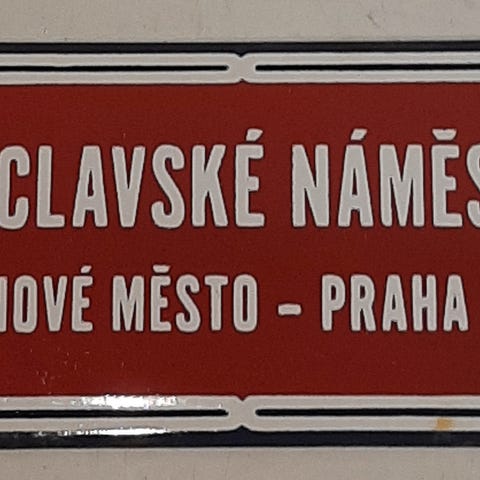 CLAVSKÉ NÁMĚS
NOVÉ MĚSTO – PRAHA